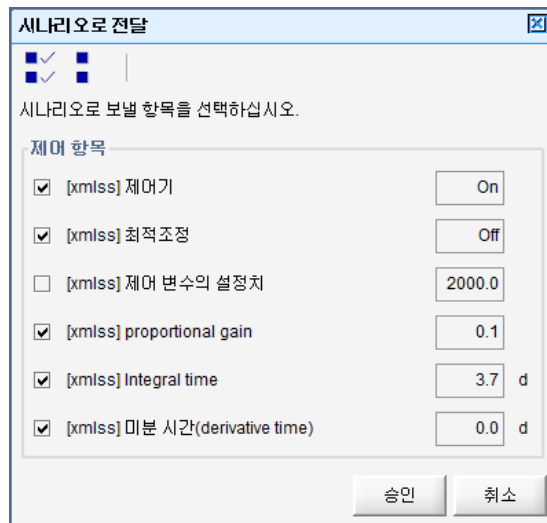 시나리오로 전달
시나리오로 보낼 항목을 선택하십시오.
제어 항목
[xmlss] 제어기 On
[xmlss] 최적조정 Off
[xmlss] 제어 변수의 설정치 2000.0
[xmlss] proportional gain 0.1
[xmlss] Integral time 3.7 d
[xmlss] 미분 시간(derivative time) 0.0 d
승인 취소